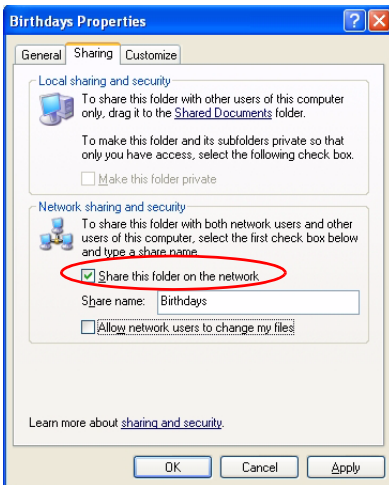 Birthdays Properties
General Sharing Customize
Local sharing and security
To share this folder with other users of this computer
only, drag it to the Shared Documents folder.
To make this folder and its subfolders private so that
only you have access, select the following check box.
Make this folder private
Network sharing and security
To share this folder with both network users and other
users of this computer, select the first check box below
and type a share name.
Share this folder on the network
Share name: Birthdays
Allow network users to change my files
Learn more about sharing and security.
OK Cancel Apply